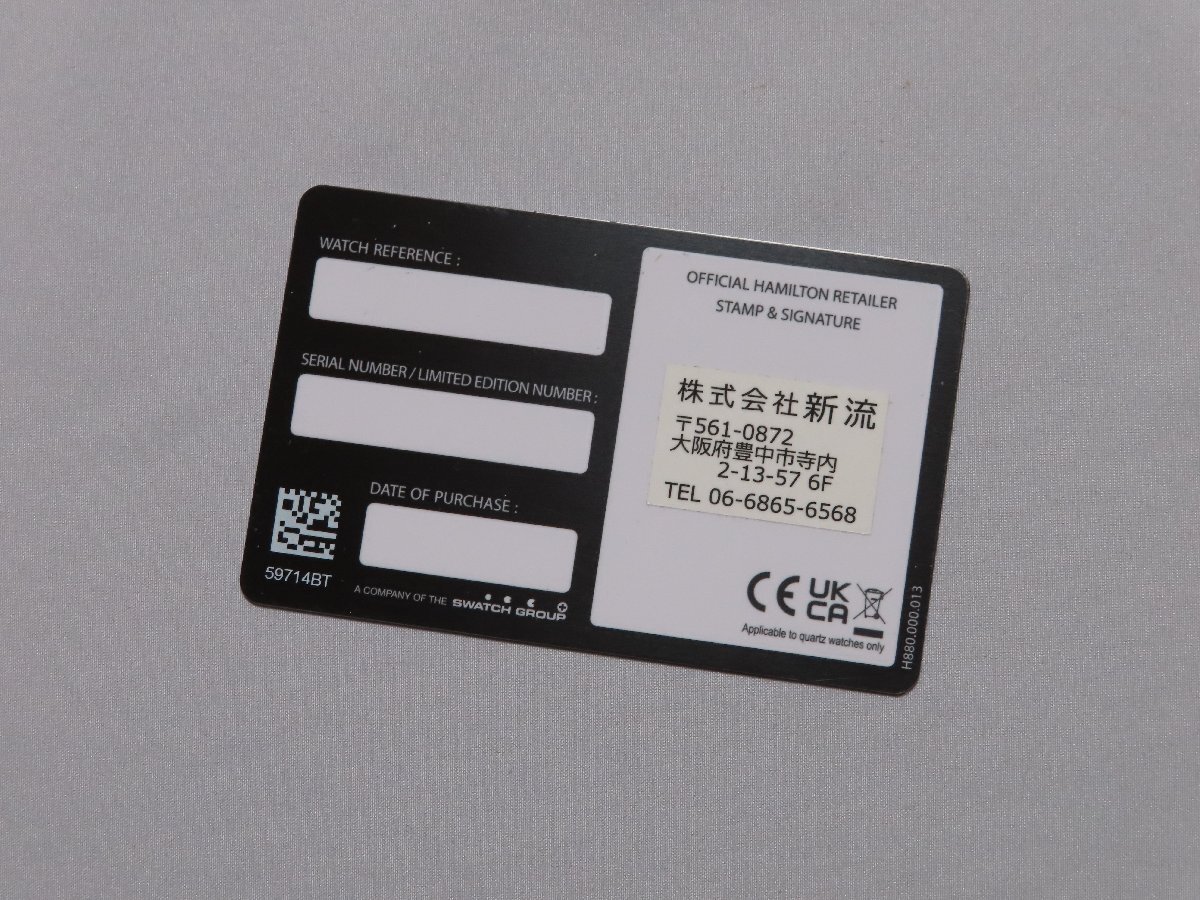 WATCH REFERENCE :
SERIAL NUMBER / LIMITED EDITION NUMBER :
DATE OF PURCHASE :
59714BT
A COMPANY OF THE SWATCH GROUP
OFFICIAL HAMILTON RETAILER
STAMP & SIGNATURE
株式会社新流
〒561-0872
大阪府豊中市寺内
2-13-57 6F
TEL 06-6865-6568
CE UK
CA
Applicable to quartz watches only
H880.000.013